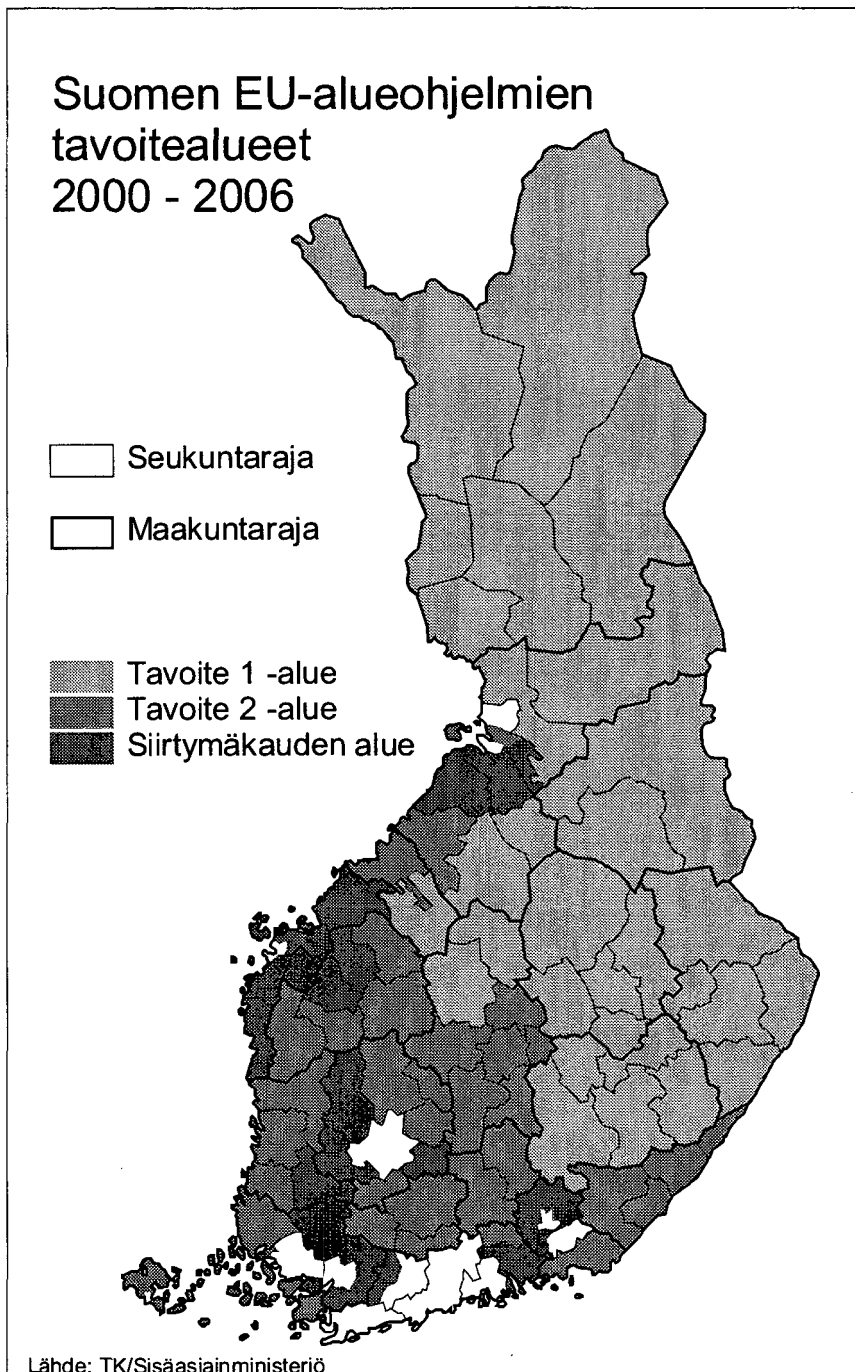 Suomen EU-alueohjelmien
tavoitealueet
2000 - 2006
Seukuntaraja
Maakuntaraja
Tavoite 1 -alue
Tavoite 2 -alue
Siirtymäkauden alue
Lähde: TK/Sisäasiainministeriö